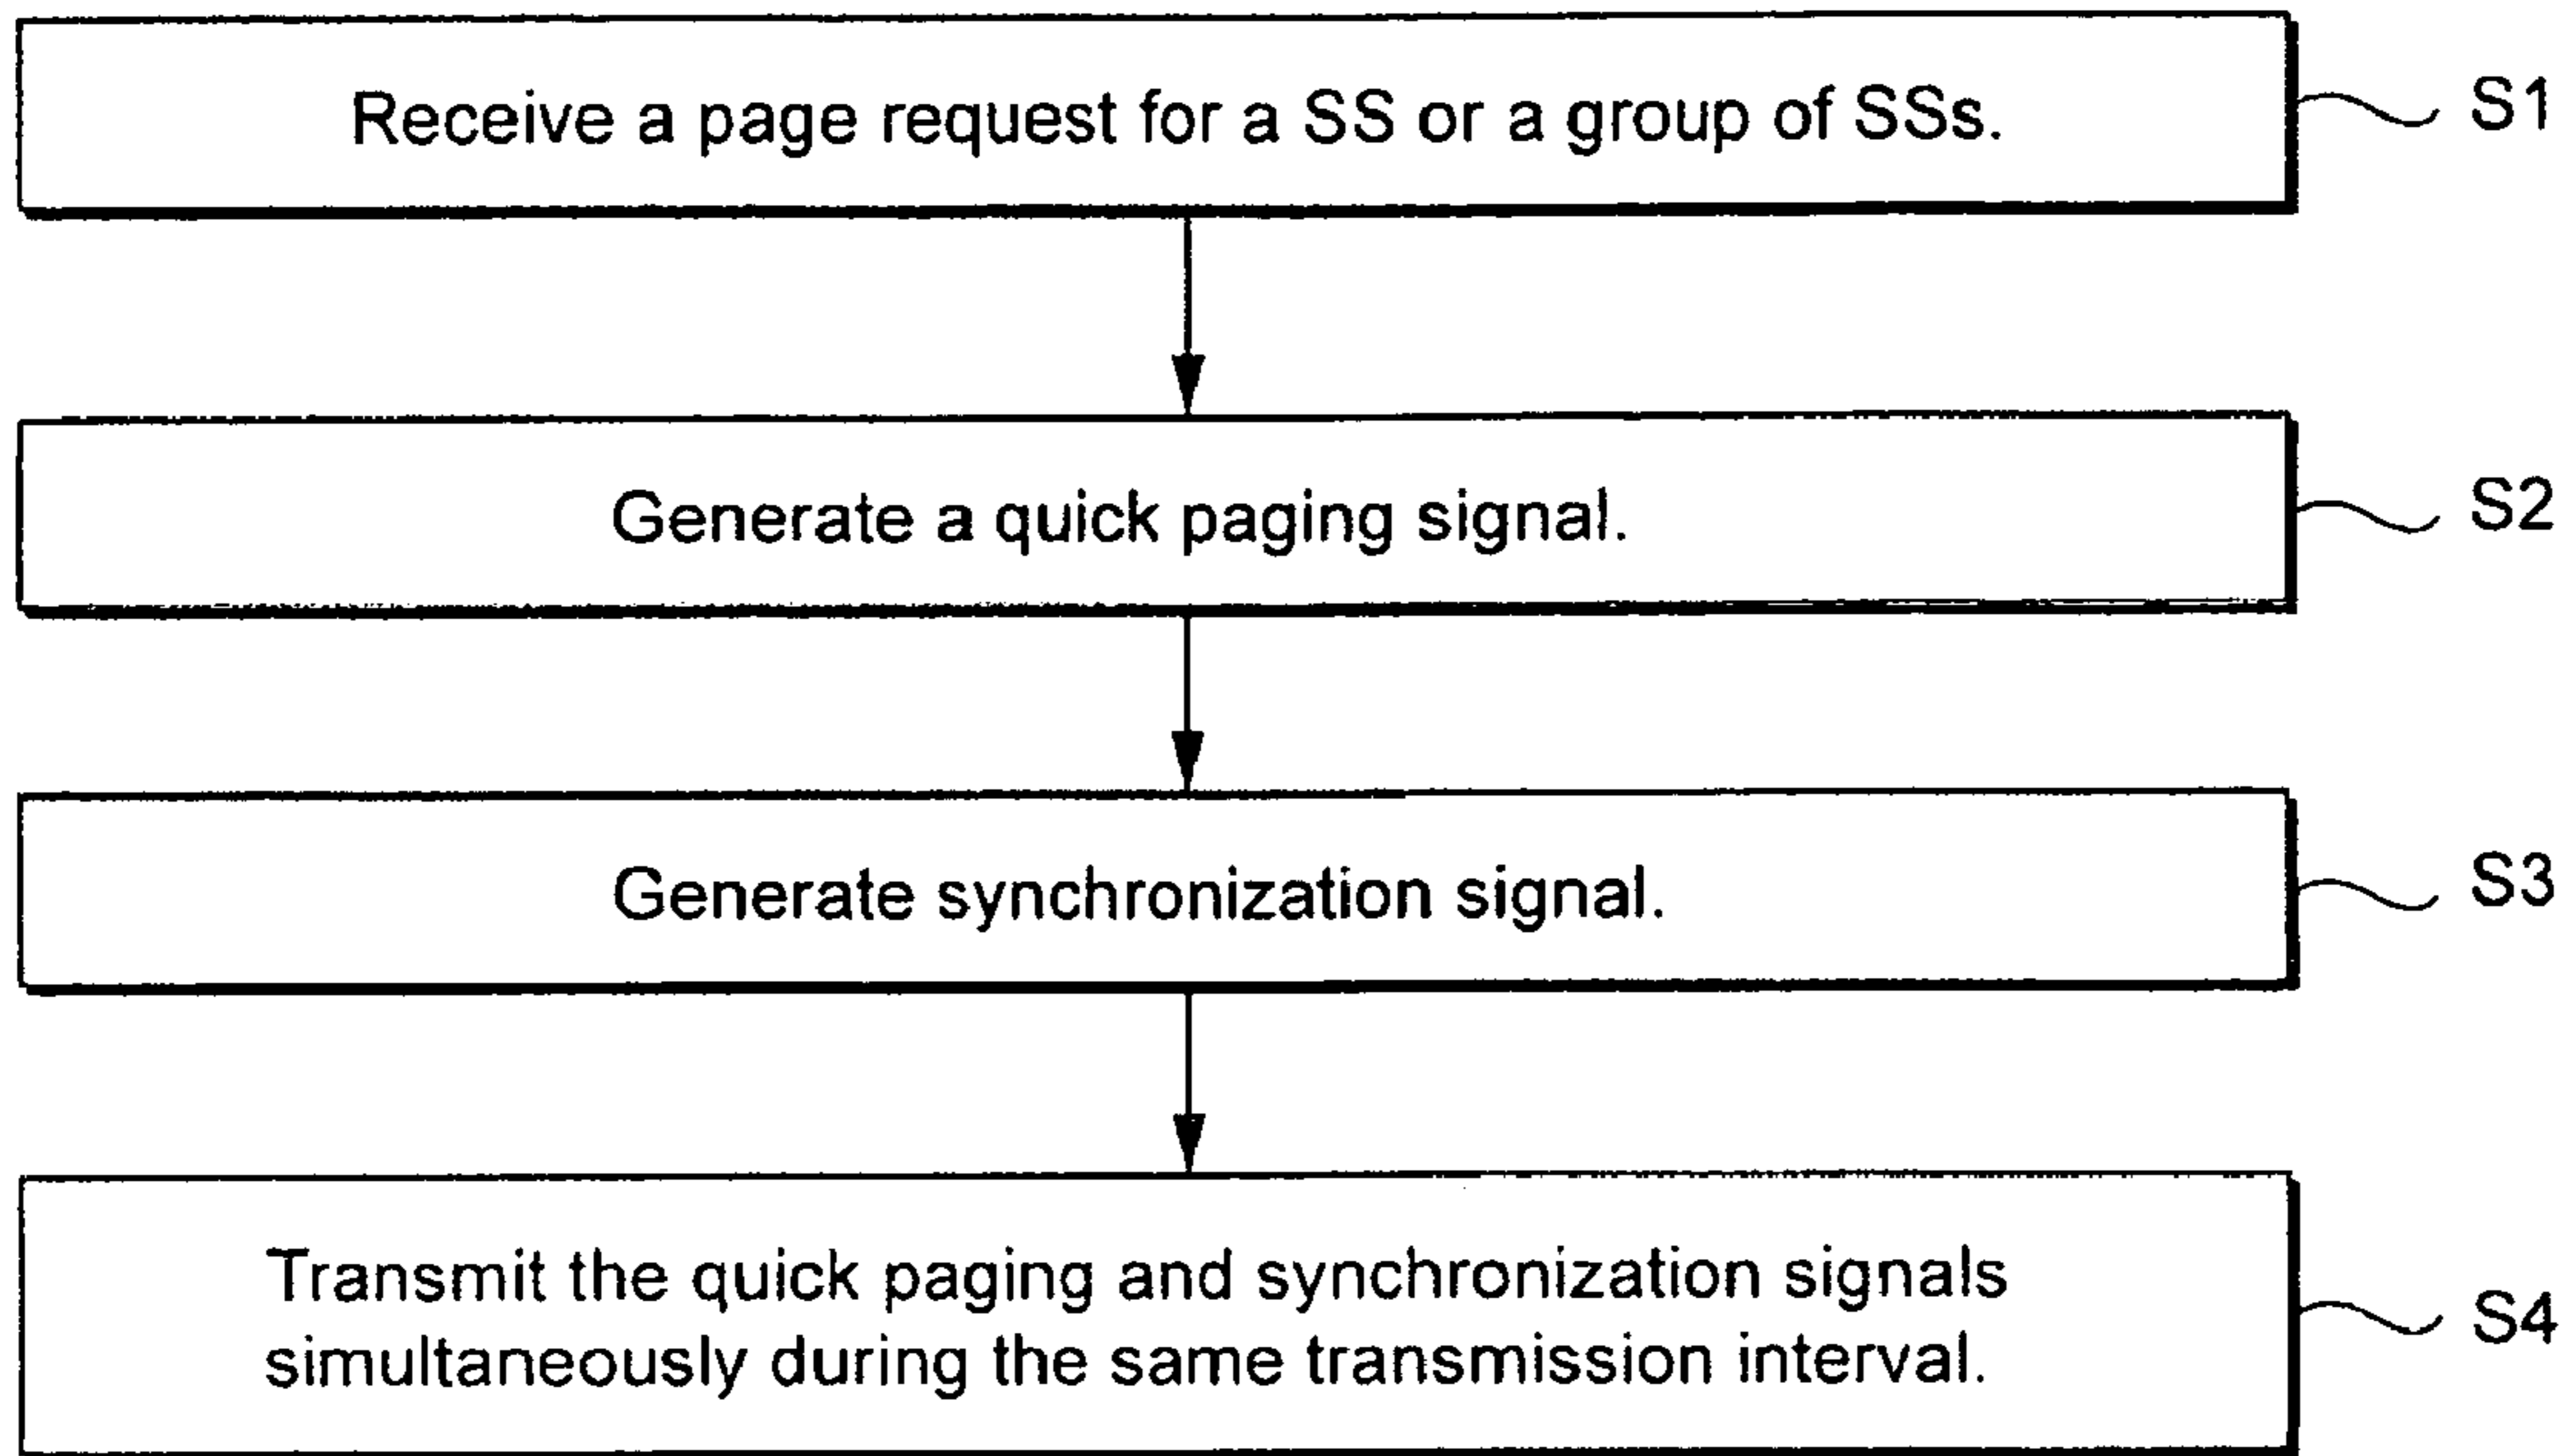 Receive a page request for a SS or a group of SSs.
S1
Generate a quick paging signal.
S2
Generate synchronization signal.
S3
Transmit the quick paging and synchronization signals
simultaneously during the same transmission interval.
S4